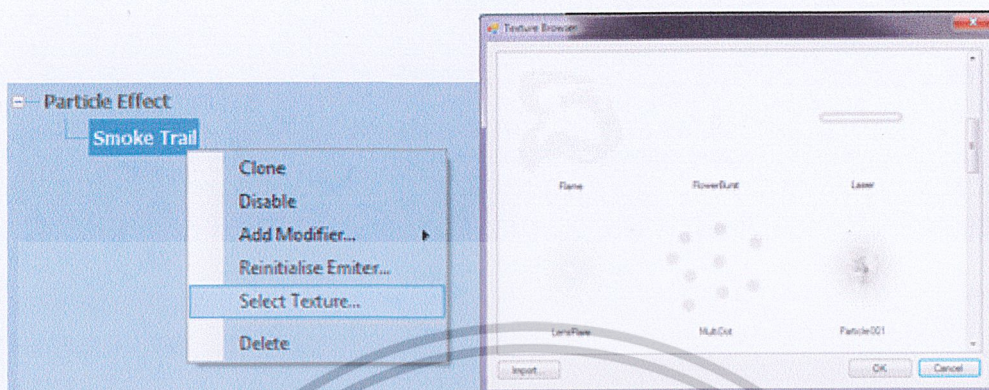 Particle Effect
Smoke Trail
Clone
Disable
Add Modifier...
Reinitialise Emiter...
Select Texture...
Delete
Texture Browser
Flame FlowerBurst Laser
LensFlare MultiDot Particle001
Import... OK Cancel